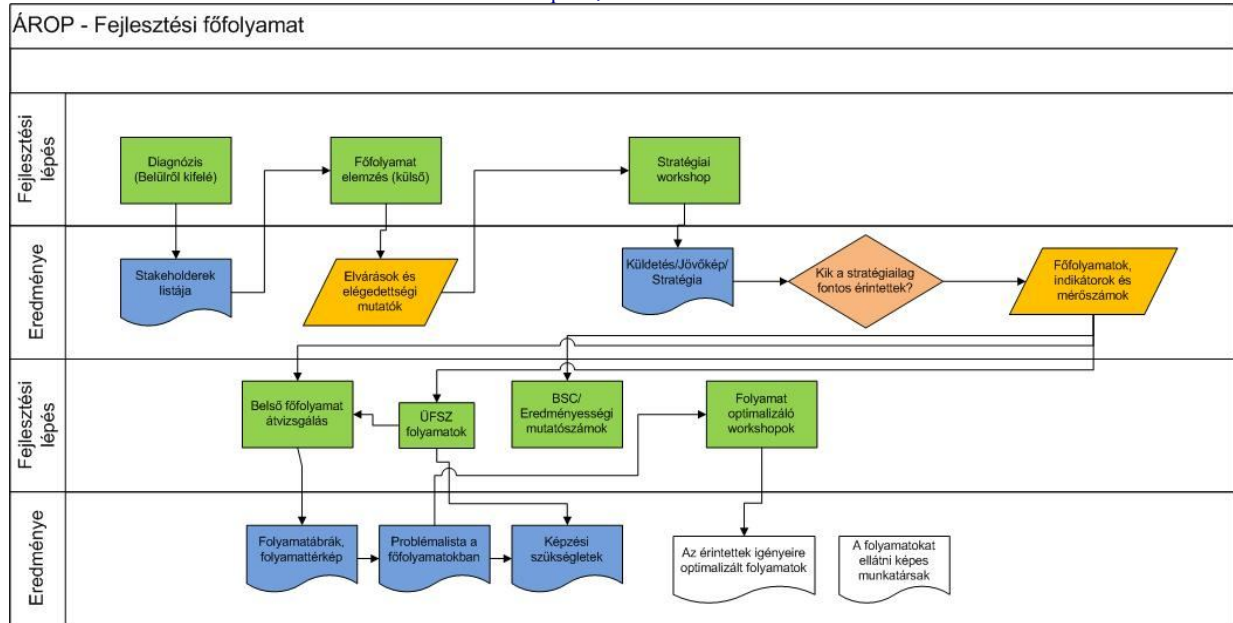 ÁROP - Fejlesztési főfolyamat
Fejlesztési
lépés
Diagnózis
(Belülről kifelé)
Főfolyamat
elemzés (külső)
Stratégiai
workshop
Eredménye
Stakeholderek
listája
Elvárások és
elégedettségi
mutatók
Küldetés/Jövőkép/
Stratégia
Kik a stratégiailag
fontos érintettek?
Főfolyamatok,
indikátorok és
mérőszámok
Fejlesztési
lépés
Belső főfolyamat
átvizsgálás
ÜFSZ
folyamatok
BSC/
Eredményességi
mutatószámok
Folyamat
optimalizáló
workshopok
Eredménye
Folyamatábrák,
folyamattérkép
Problémalista a
főfolyamatokban
Képzési
szükségletek
Az érintettek igényeire
optimalizált folyamatok
A folyamatokat
ellátni képes
munkatársak